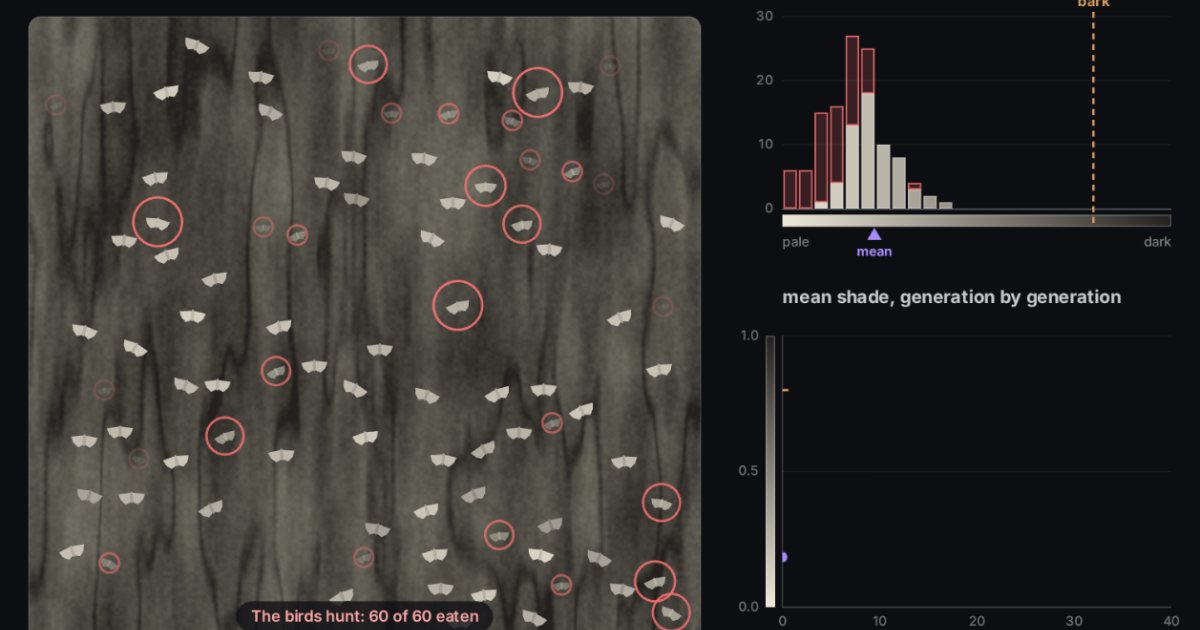 The birds hunt: 60 of 60 eaten
bark
30
20
10
0
pale
dark
mean
mean shade, generation by generation
1.0
0.5
0.0
0 10 20 30 40